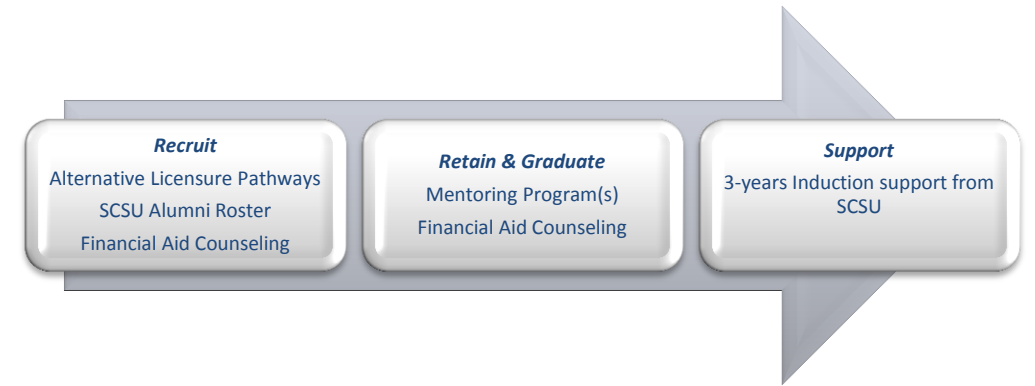 Recruit
Alternative Licensure Pathways
SCSU Alumni Roster
Financial Aid Counseling
Retain & Graduate
Mentoring Program(s)
Financial Aid Counseling
Support
3-years Induction support from
SCSU